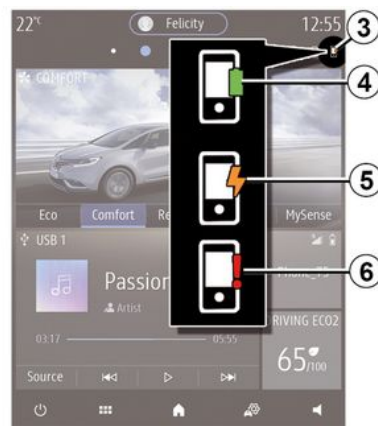 22°C
Felicity
12:55
3
COMFORT
4
5
Eco
Comfort
MySense
USB 1
6
Passion
Artist
DRIVING ECO2
03:17
05:55
65/100
Source